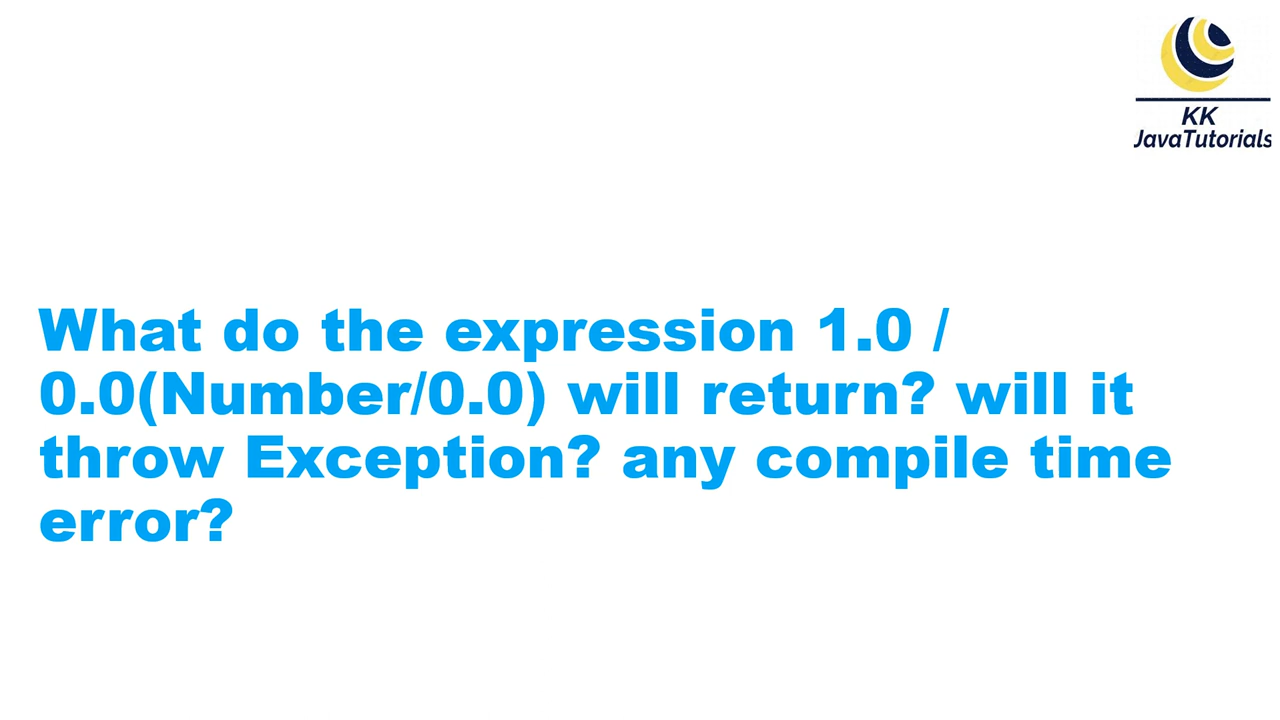 KK
JavaTutorials
What do the expression 1.0 /
0.0(Number/0.0) will return? will it
throw Exception? any compile time
error?